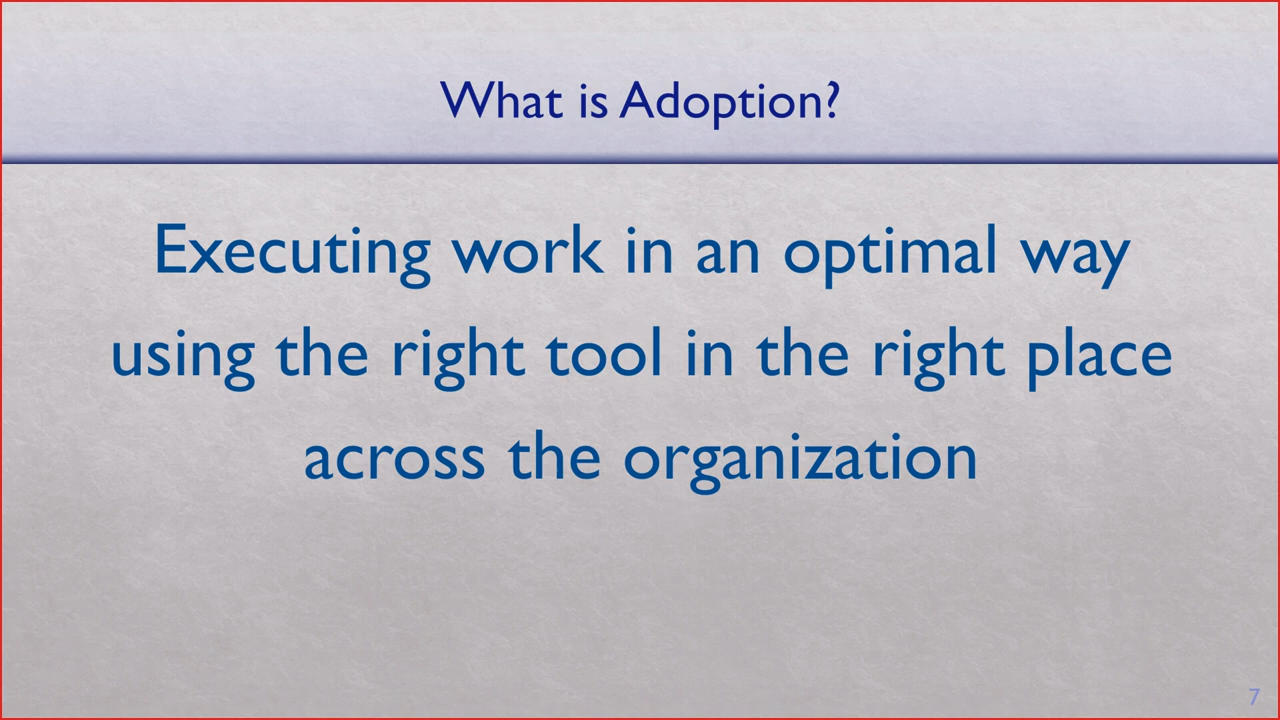 What is Adoption?
Executing work in an optimal way
using the right tool in the right place
across the organization
7